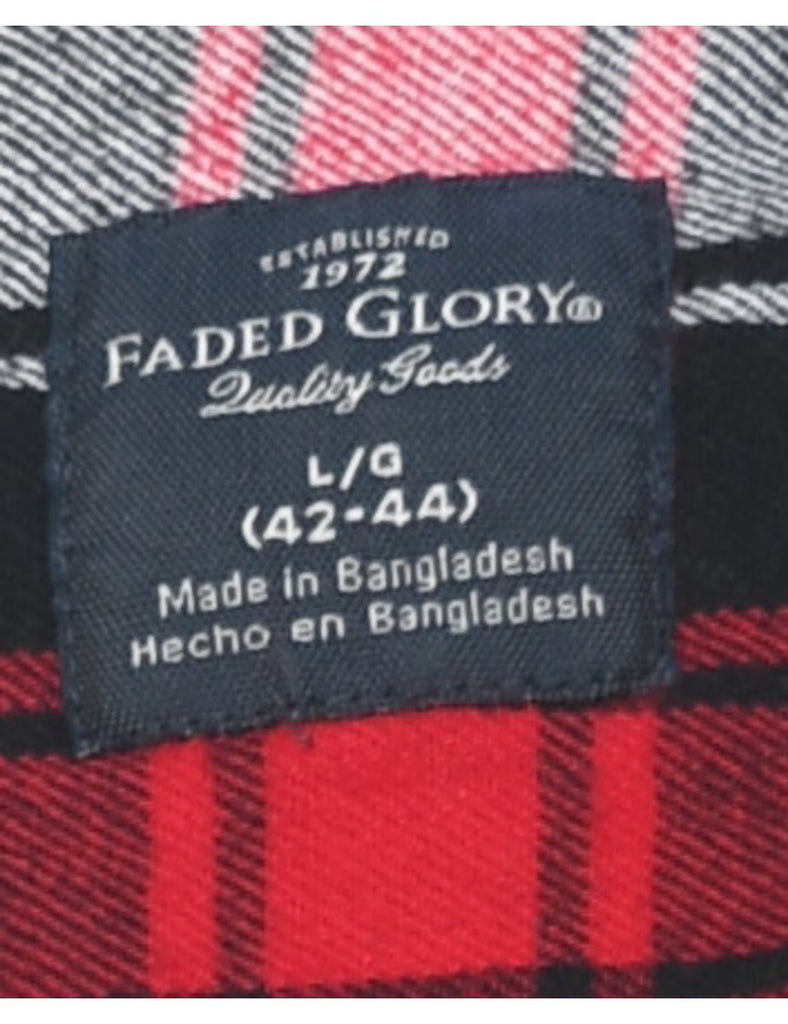 ESTABLISHED
1972
FADED GLORY®
Quality Goods
L/G
(42-44)
Made in Bangladesh
Hecho en Bangladesh